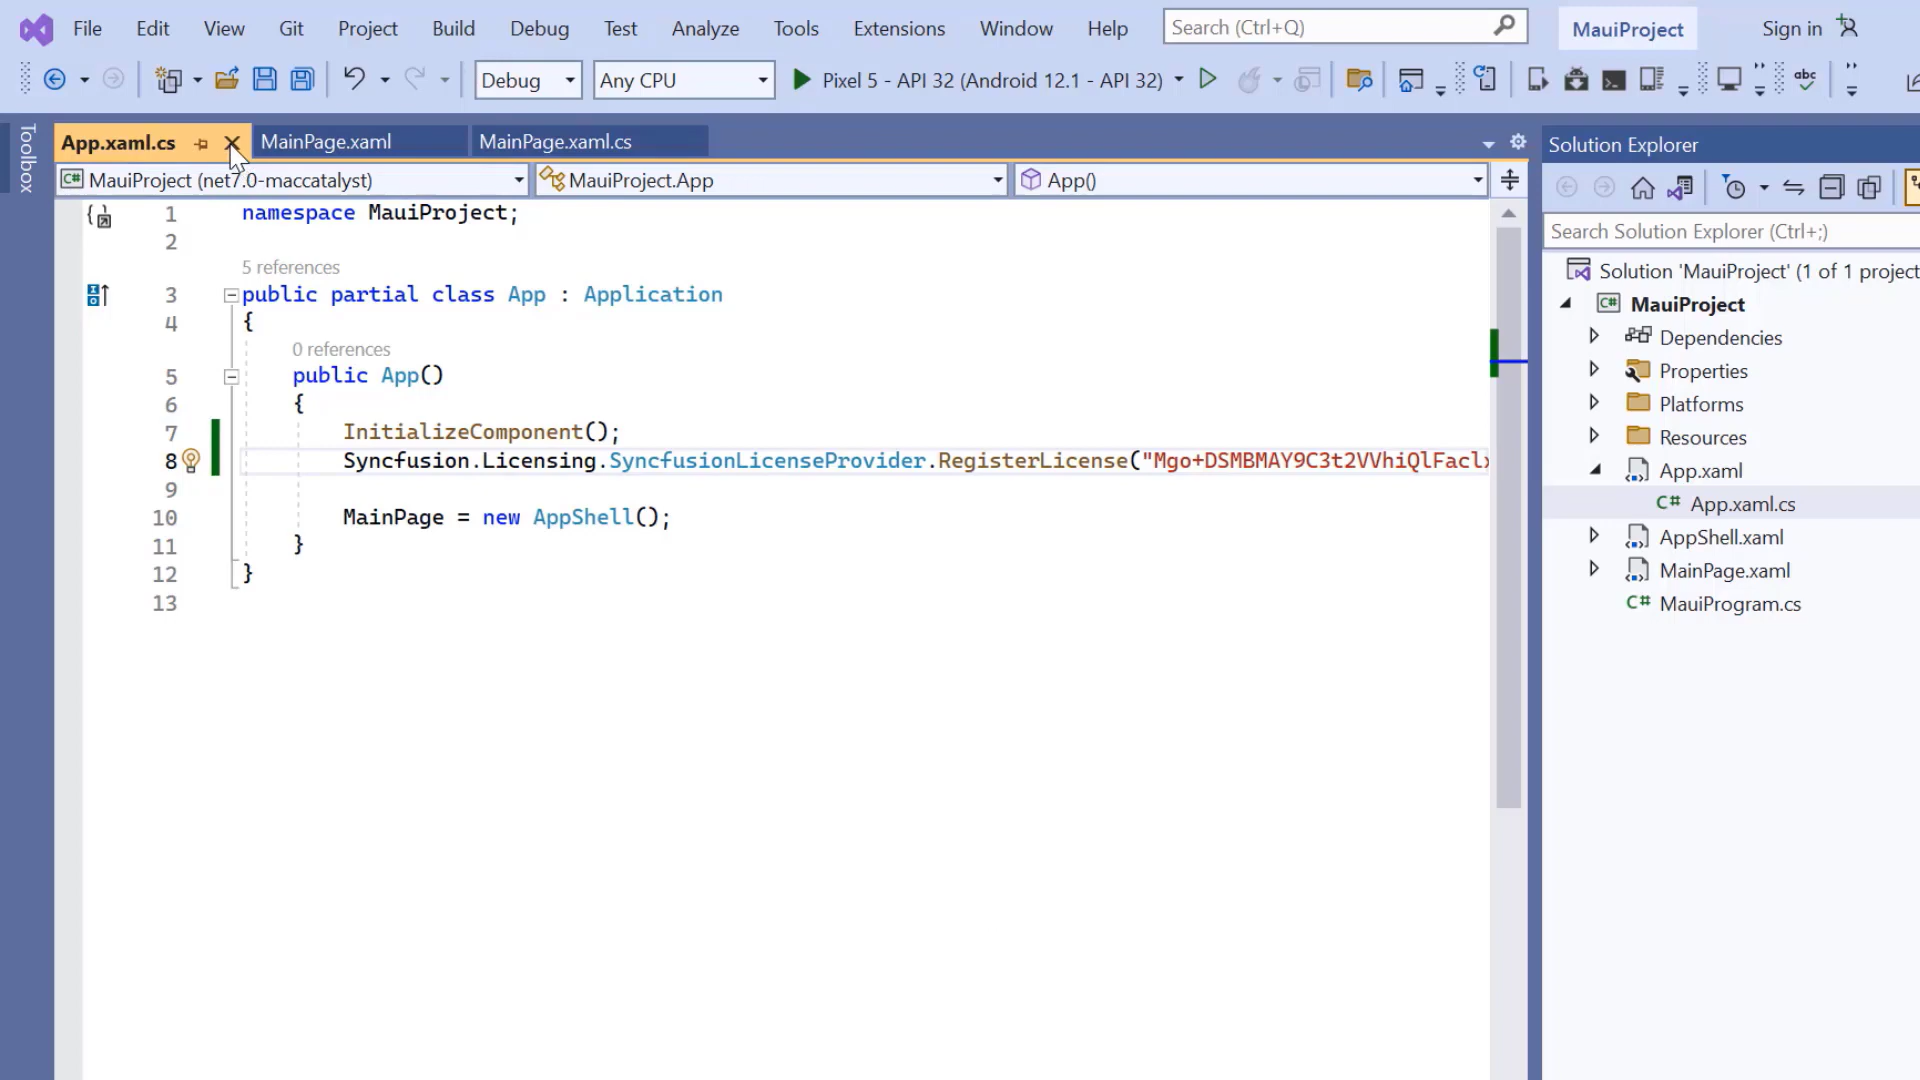 File Edit View Git Project Build Debug Test Analyze Tools Extensions Window Help Search (Ctrl+Q) MauiProject Sign in
Debug Any CPU Pixel 5 - API 32 (Android 12.1 - API 32)
Toolbox
App.xaml.cs MainPage.xaml MainPage.xaml.cs
MauiProject (net7.0-maccatalyst) MauiProject.App App()
1 namespace MauiProject;
2
5 references
3 public partial class App : Application
4 {
0 references
5 public App()
6 {
7 InitializeComponent();
8 Syncfusion.Licensing.SyncfusionLicenseProvider.RegisterLicense("Mgo+DSMBMAY9C3t2VVhiQlFaclx
9
10 MainPage = new AppShell();
11 }
12 }
13
Solution Explorer
Search Solution Explorer (Ctrl+;)
Solution 'MauiProject' (1 of 1 project
MauiProject
Dependencies
Properties
Platforms
Resources
App.xaml
C# App.xaml.cs
AppShell.xaml
MainPage.xaml
C# MauiProgram.cs